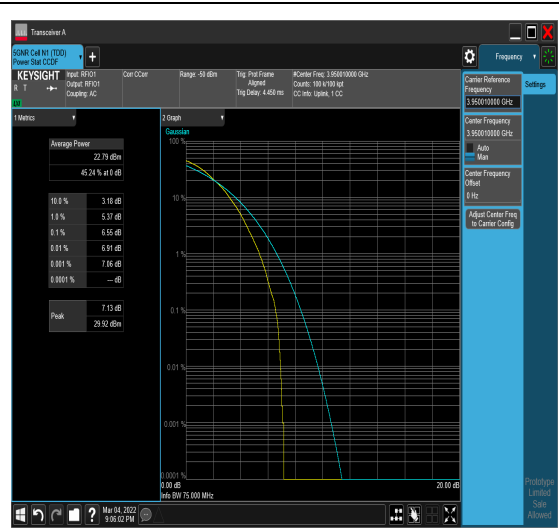 Transceiver A
5GNR Cell N1 (TDD)
Power Stat CCDF
Frequency
KEYSIGHT
R T
LVI
Input: RFIO1
Output: RFIO1
Coupling: AC
Corr CCorr
Range: -50 dBm
Trig: Prot Frame
Aligned
Trig Delay: 4.450 ms
#Center Freq: 3.950010000 GHz
Counts: 100 k/100 kpt
CC Info: Uplink, 1 CC
1 Metrics
Average Power
22.79 dBm
45.24 % at 0 dB
10.0 % 3.18 dB
1.0 % 5.37 dB
0.1 % 6.55 dB
0.01 % 6.91 dB
0.001 % 7.06 dB
0.0001 % --- dB
Peak
7.13 dB
29.92 dBm
2 Graph
Gaussian
100 %
10 %
1 %
0.1 %
0.01 %
0.001 %
0.0001 %
0.00 dB
20.00 dB
Info BW 75.000 MHz
Carrier Reference
Frequency
3.950010000 GHz
Center Frequency
3.950010000 GHz
Auto
Man
Center Frequency
Offset
0 Hz
Adjust Center Freq
to Carrier Config
Settings
Prototype
Limited
Sale
Allowed
Mar 04, 2022
9:06:02 PM